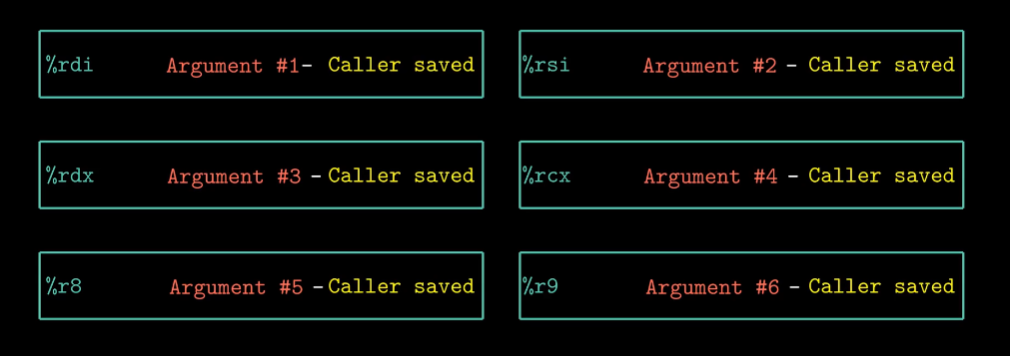 %rdi Argument #1- Caller saved
%rsi Argument #2 - Caller saved
%rdx Argument #3 - Caller saved
%rcx Argument #4 - Caller saved
%r8 Argument #5 - Caller saved
%r9 Argument #6 - Caller saved